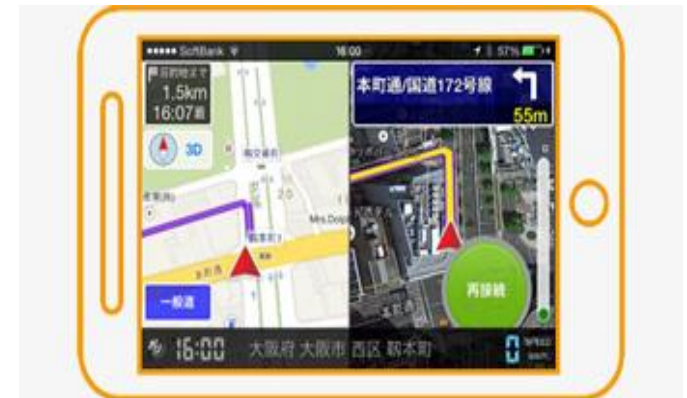 SoftBank 16:00 57%
目的地まで
1.5km
16:07着
3D
一般道
本町通/国道172号線
55m
再接続
16:00 大阪府 大阪市 西区 靱本町 0 SPEED